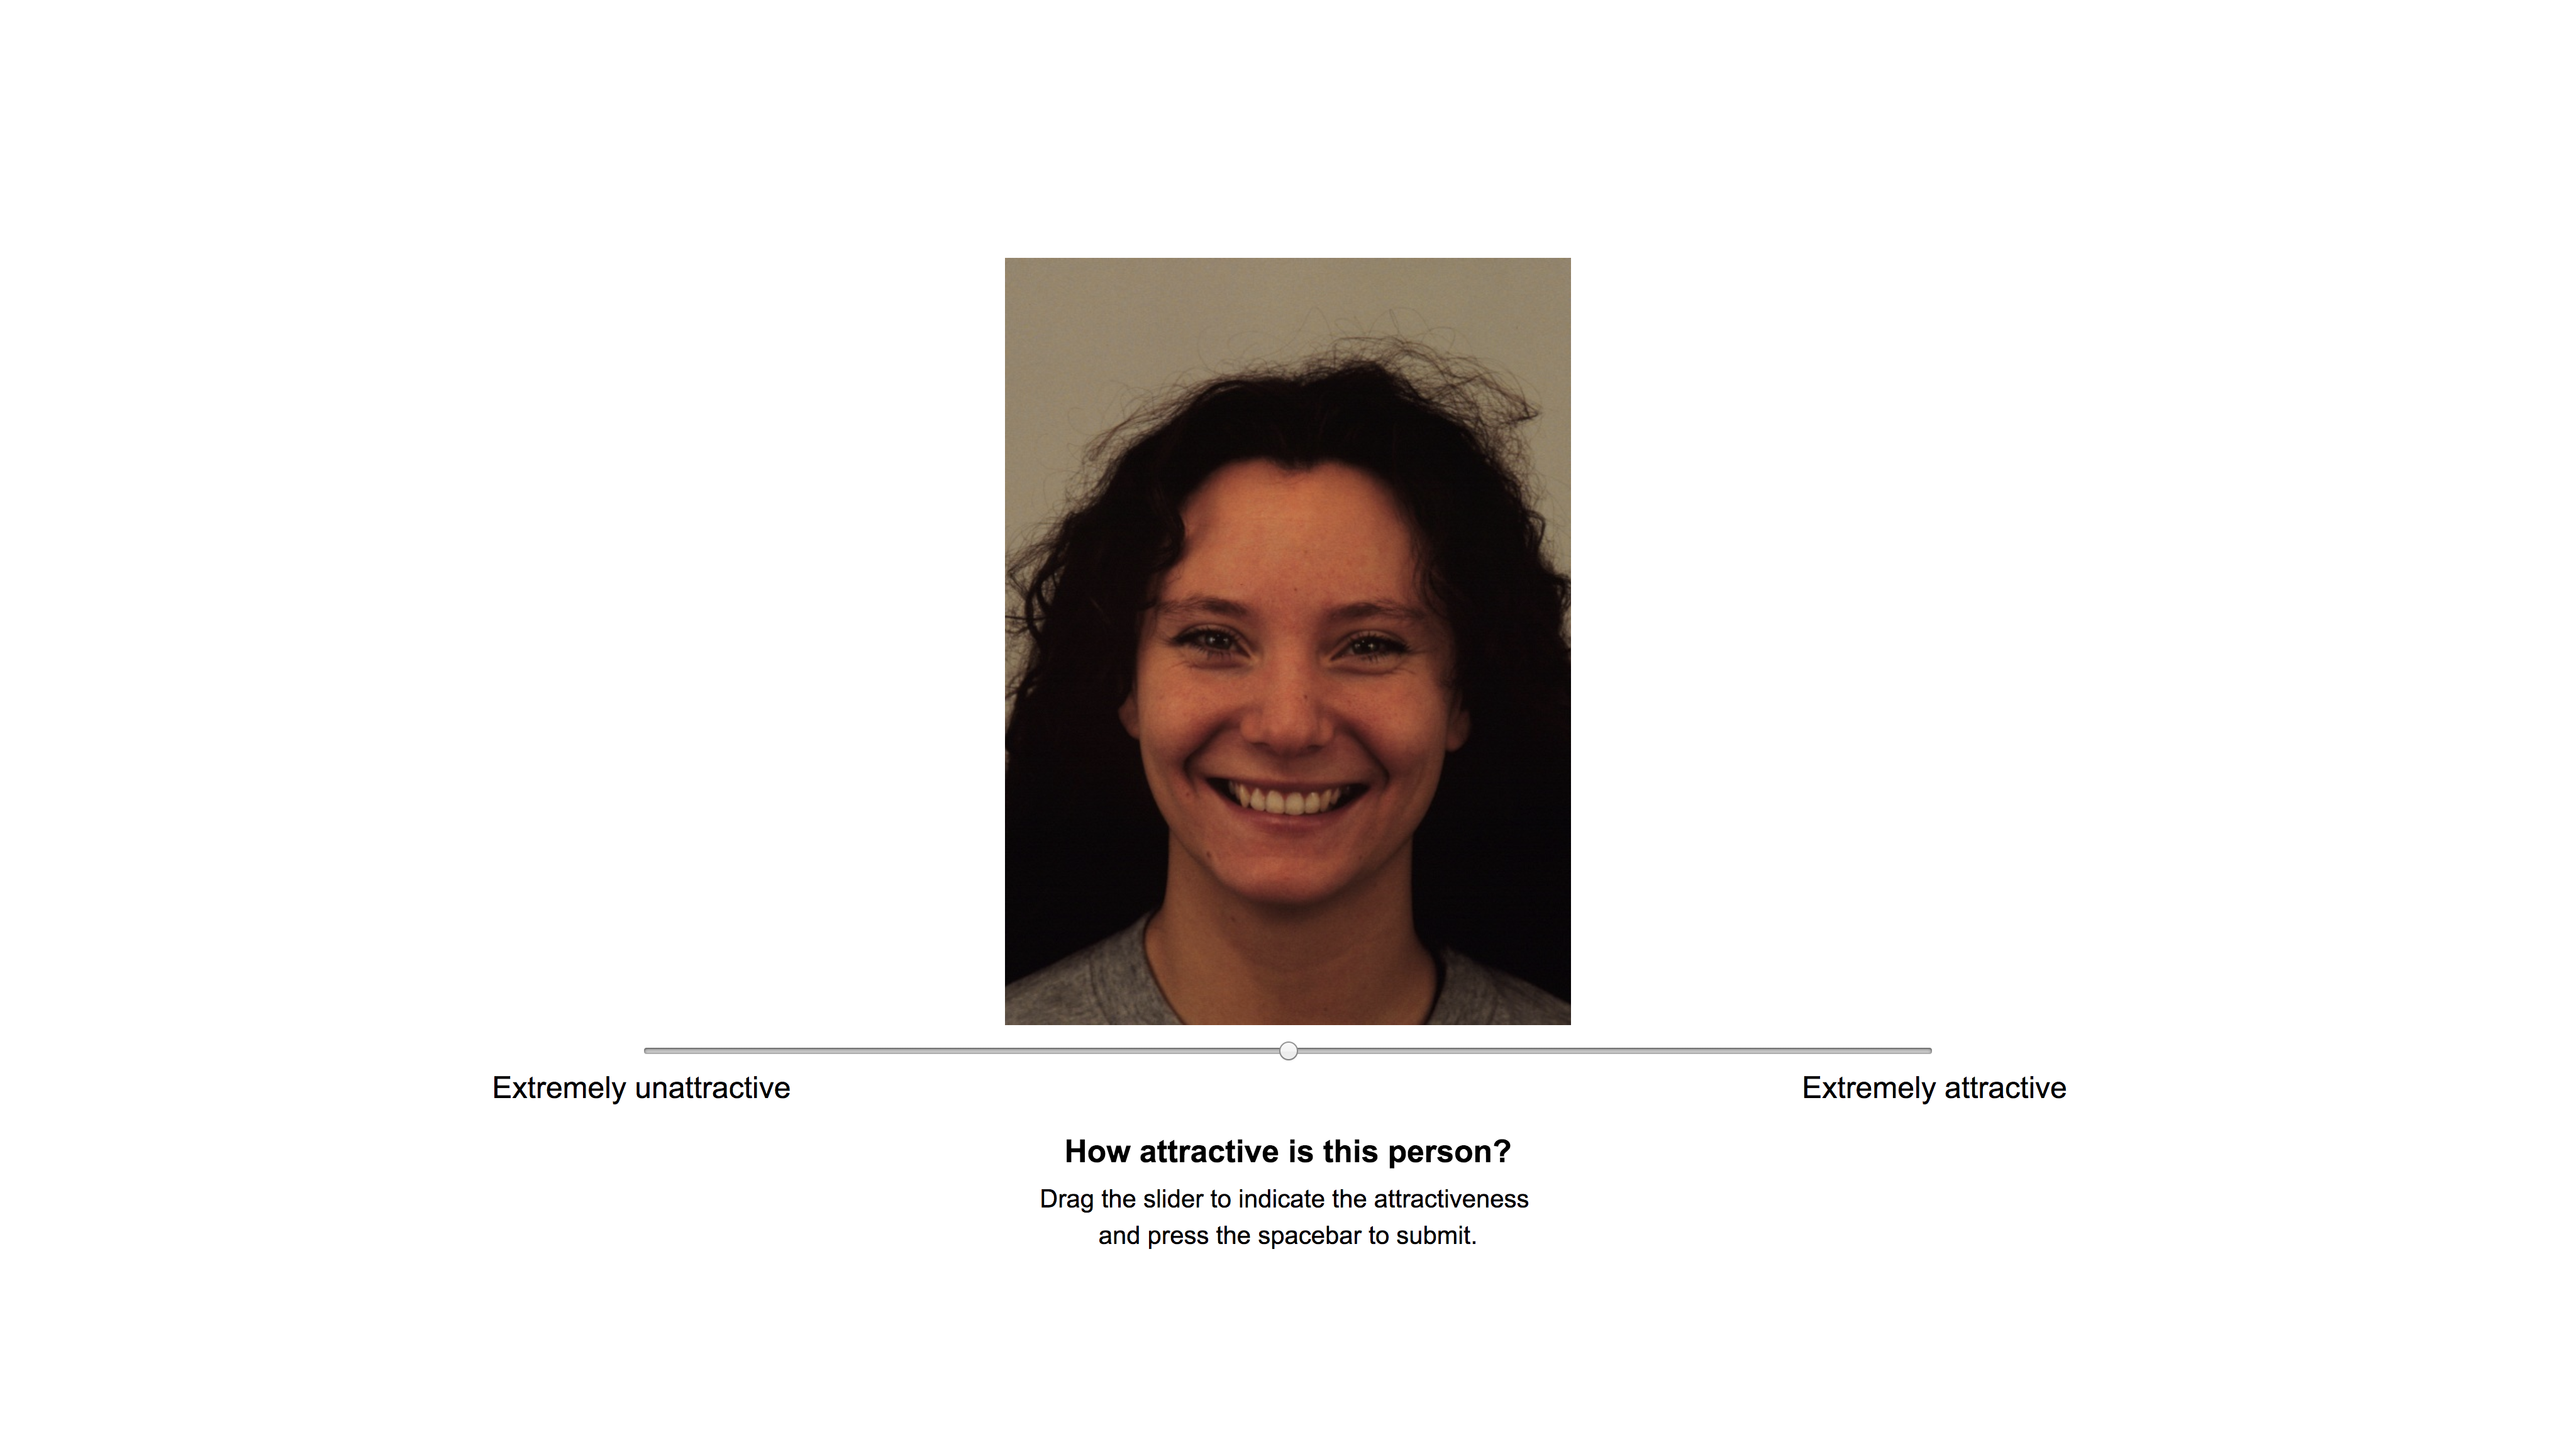 Extremely unattractive
Extremely attractive
How attractive is this person?
Drag the slider to indicate the attractiveness
and press the spacebar to submit.